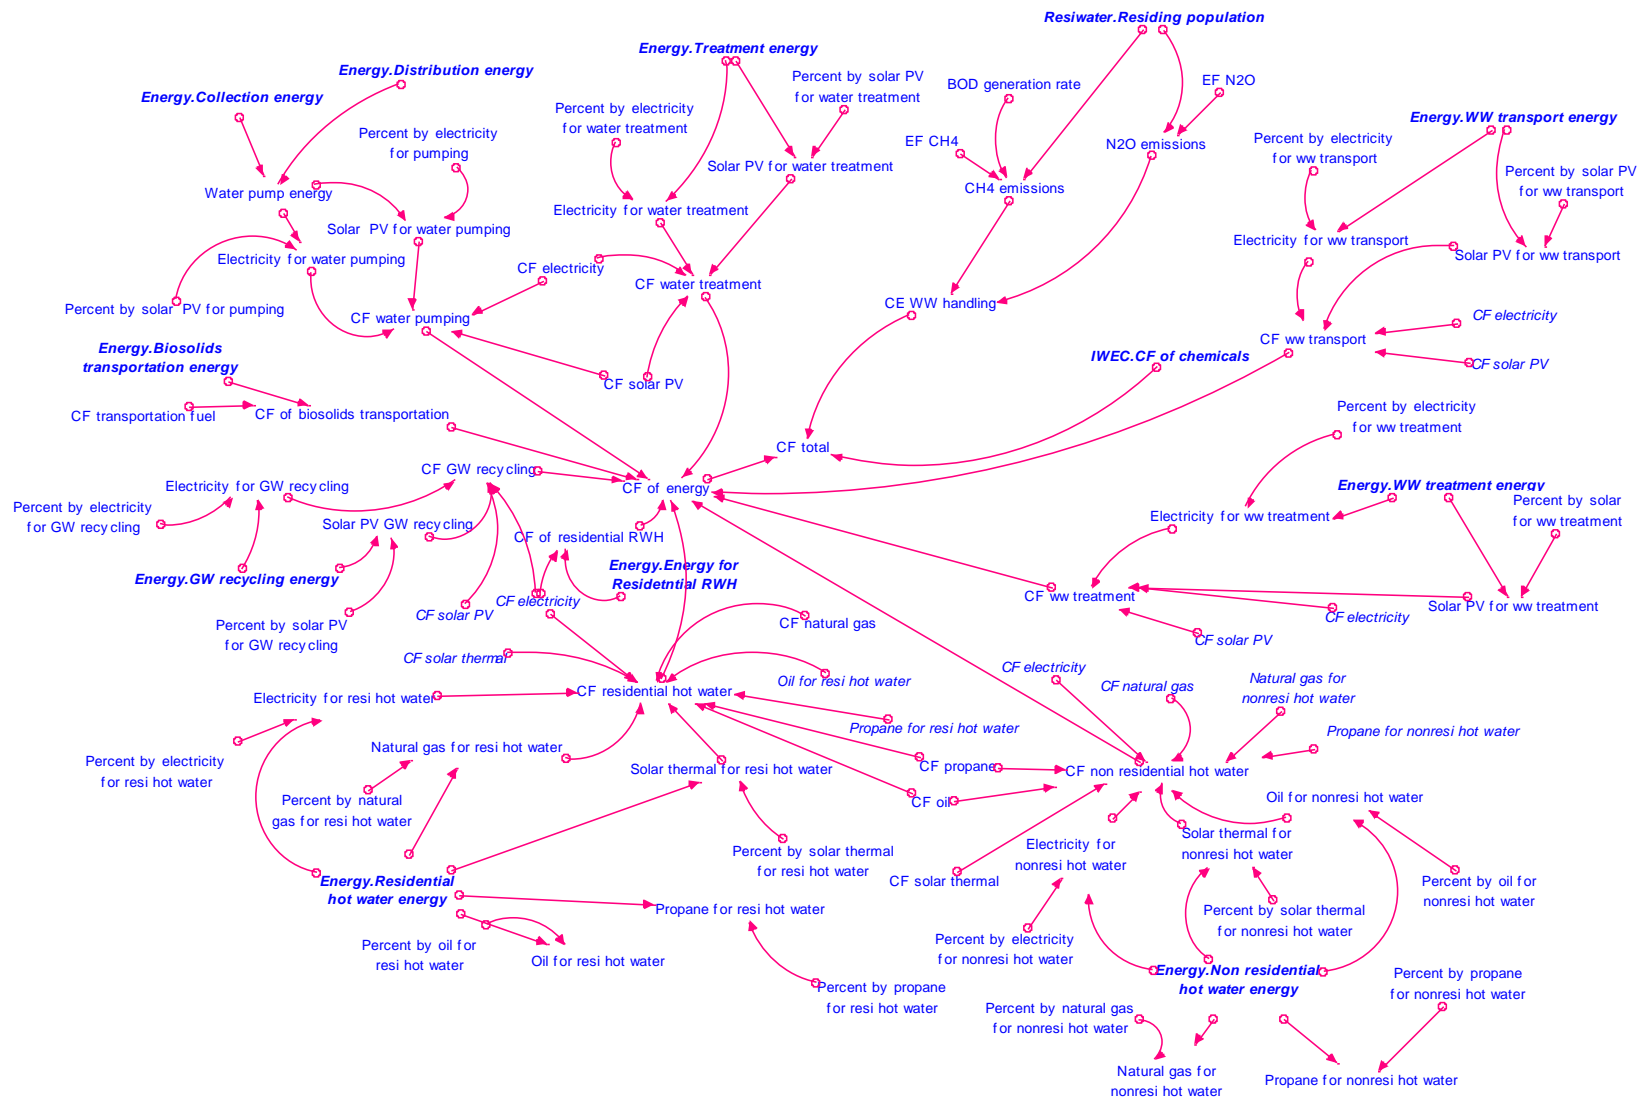 Resiwater.Residing population
Energy.Treatment energy
Energy.Distribution energy
Energy.Collection energy
Percent by solar PV
for water treatment
BOD generation rate
EF N2O
Percent by electricity
for water treatment
Energy.WW transport energy
Percent by electricity
for pumping
EF CH4
N2O emissions
Percent by electricity
for ww transport
Solar PV for water treatment
Percent by solar PV
for ww transport
Water pump energy
CH4 emissions
Electricity for water treatment
Solar PV for water pumping
Electricity for ww transport
Solar PV for ww transport
Electricity for water pumping
CF electricity
CF water treatment
Percent by solar PV for pumping
CE WW handling
CF water pumping
CF electricity
CF ww transport
Energy.Biosolids
transportation energy
IWEC.CF of chemicals
CF solar PV
CF solar PV
CF transportation fuel
CF of biosolids transportation
Percent by electricity
for ww treatment
CF total
CF GW recycling
Electricity for GW recycling
CF of energy
Energy.WW treatment energy
Percent by electricity
for GW recycling
Percent by solar
for ww treatment
Solar PV GW recycling
Electricity for ww treatment
CF of residential RWH
Energy.GW recycling energy
Energy.Energy for
Residetntial RWH
CF electricity
CF solar PV
CF ww treatment
Solar PV for ww treatment
CF electricity
Percent by solar PV
for GW recycling
CF natural gas
CF solar PV
CF solar thermal
CF electricity
Oil for resi hot water
CF natural gas
Natural gas for
nonresi hot water
Electricity for resi hot water
CF residential hot water
Propane for resi hot water
Propane for nonresi hot water
Natural gas for resi hot water
Percent by electricity
for resi hot water
Solar thermal for resi hot water
CF propane
CF non residential hot water
Percent by natural
gas for resi hot water
CF oil
Oil for nonresi hot water
Electricity for
nonresi hot water
Solar thermal for
nonresi hot water
Percent by solar thermal
for resi hot water
CF solar thermal
Percent by oil for
nonresi hot water
Energy.Residential
hot water energy
Propane for resi hot water
Percent by solar thermal
for nonresi hot water
Percent by oil for
resi hot water
Oil for resi hot water
Percent by electricity
for nonresi hot water
Energy.Non residential
hot water energy
Percent by propane
for nonresi hot water
Percent by propane
for resi hot water
Percent by natural gas
for nonresi hot water
Natural gas for
nonresi hot water
Propane for nonresi hot water